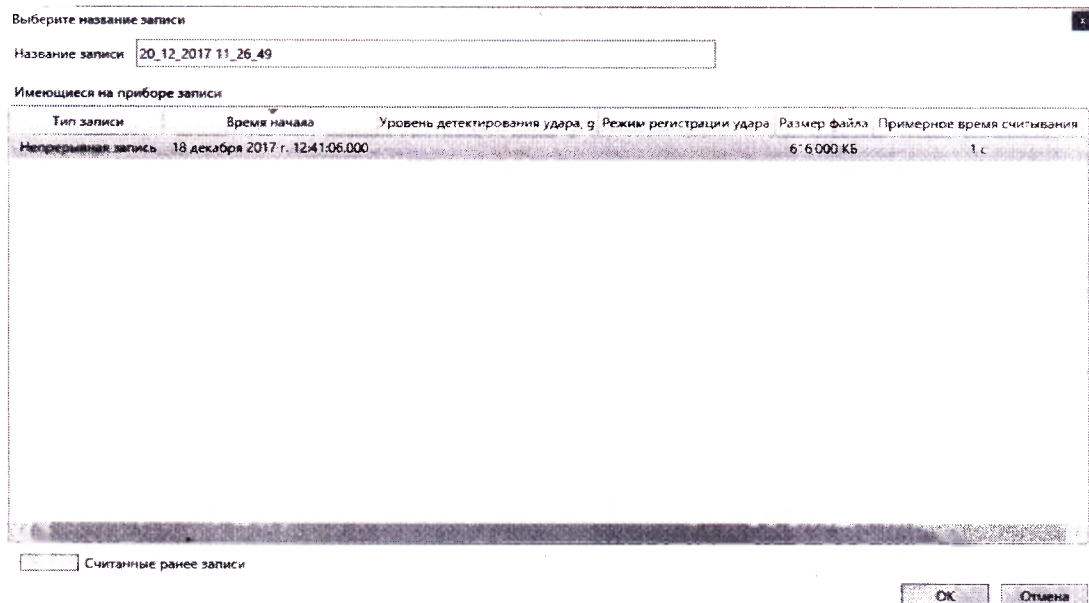 Выберите название записи
Название записи 20_12_2017 11_26_49
Имеющиеся на приборе записи
Тип записи Время начала Уровень детектирования удара, g Режим регистрации удара Размер файла Примерное время считывания
Непрерывная запись 18 декабря 2017 г. 12:41:06.000 616 000 КБ 1 с
Считанные ранее записи
ОК Отмена